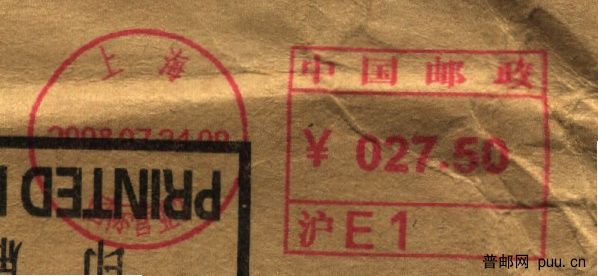 上海
2008.07.24.09
中国邮政
¥ 027.50
沪 E 1
PRINTED
印
普邮网 puu.cn